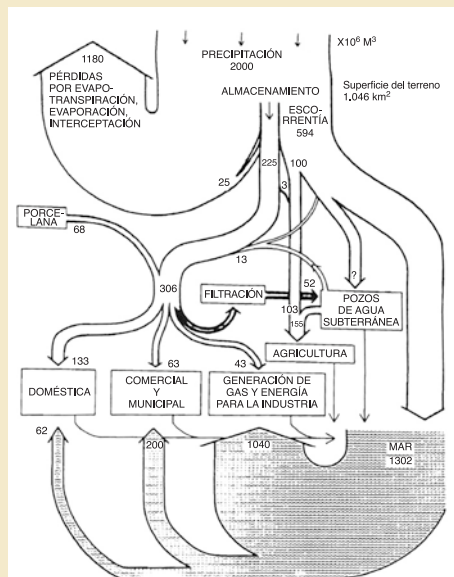 X10⁶ M³
1180
PRECIPITACIÓN
2000
PÉRDIDAS
POR EVAPO-
TRANSPIRACIÓN,
EVAPORACIÓN,
INTERCEPTACIÓN
ALMACENAMIENTO
Superficie del terreno
1.046 km²
ESCO-
RRENTÍA
594
225
100
25
3
PORCE-
LANA
68
13
?
306
FILTRACIÓN
52
POZOS
DE AGUA
SUBTERRÁNEA
103
155
AGRICULTURA
133
63
43
DOMÉSTICA
COMERCIAL
Y
MUNICIPAL
GENERACIÓN DE
GAS Y ENERGÍA
PARA LA INDUSTRIA
62
200
1040
MAR
1302